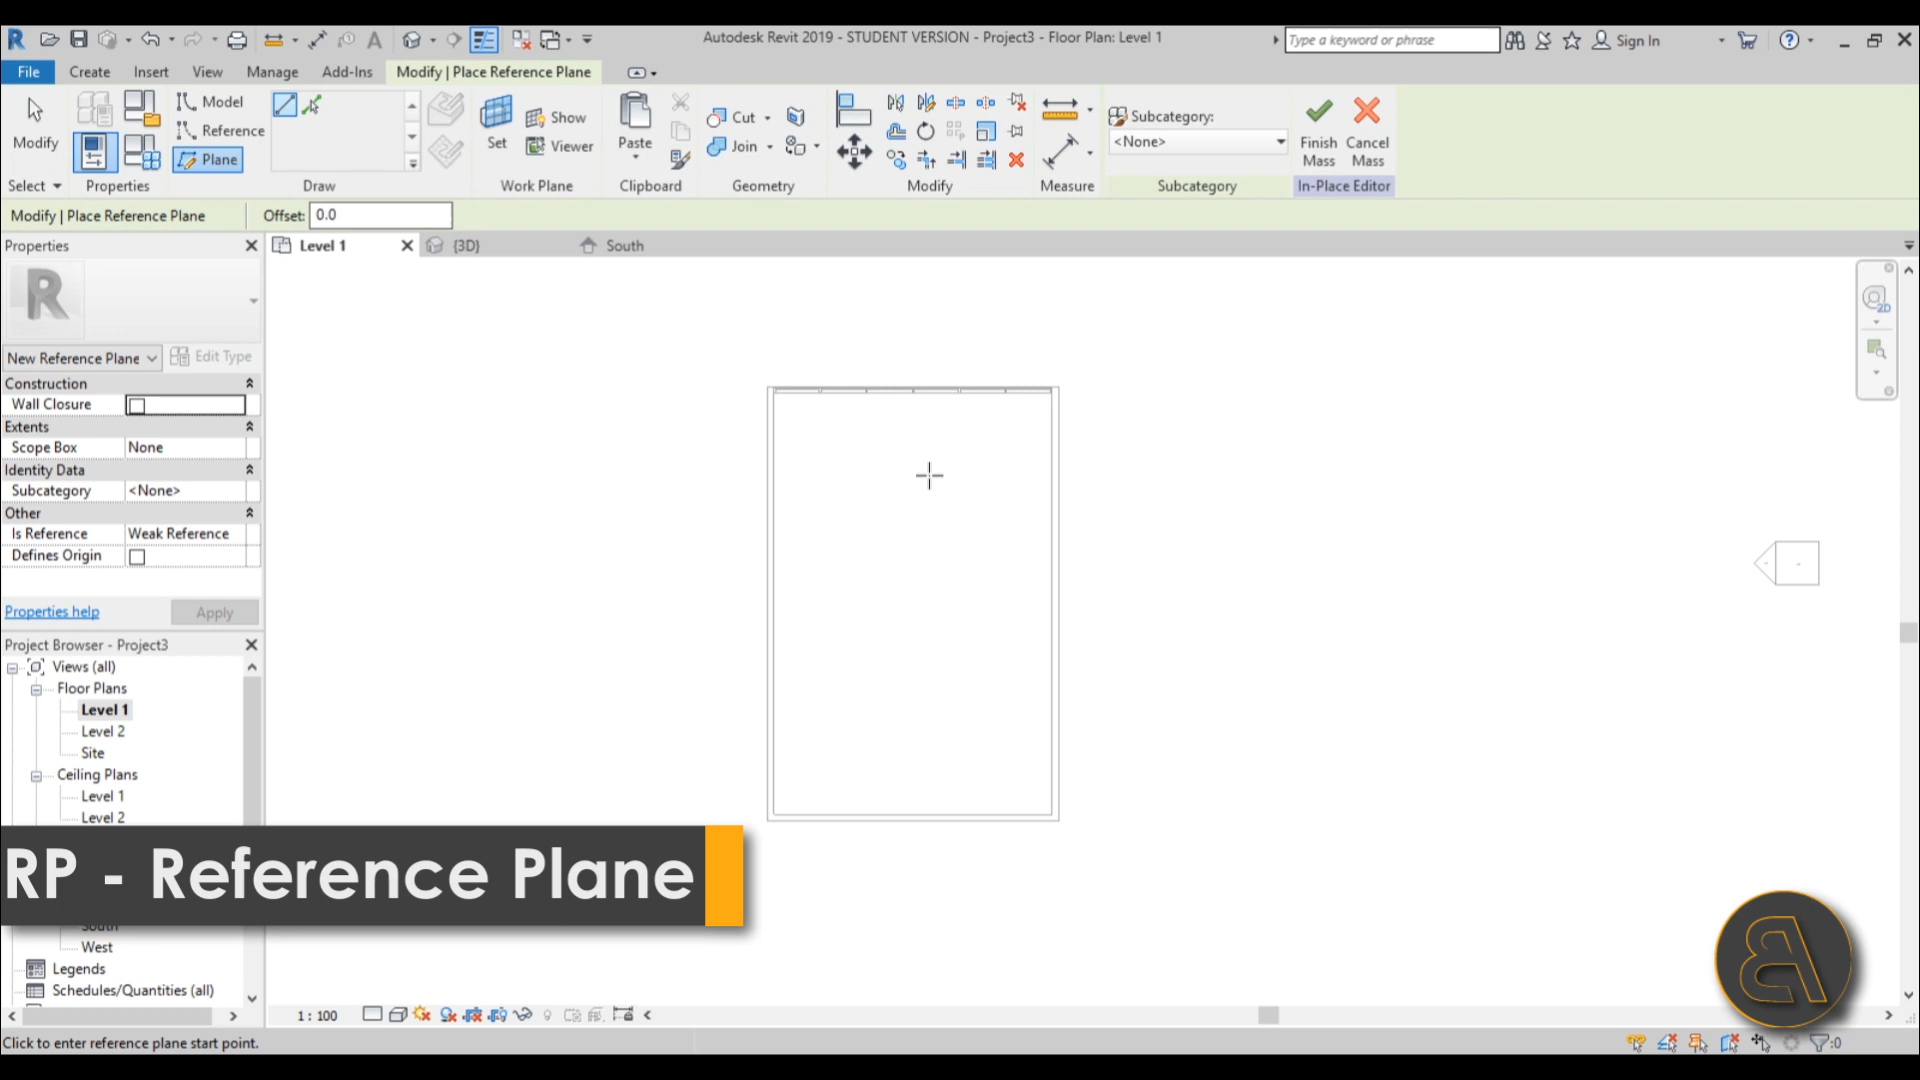 Autodesk Revit 2019 - STUDENT VERSION - Project3 - Floor Plan: Level 1
Type a keyword or phrase
Sign In
File
Create
Insert
View
Manage
Add-Ins
Modify | Place Reference Plane
Modify
Model
Reference
Plane
Set
Show
Viewer
Paste
Cut
Join
Subcategory:
<None>
Finish
Mass
Cancel
Mass
Select
Properties
Draw
Work Plane
Clipboard
Geometry
Modify
Measure
Subcategory
In-Place Editor
Modify | Place Reference Plane
Offset: 0.0
Properties
Level 1
{3D}
South
2D
New Reference Plane
Edit Type
Construction
Wall Closure
Extents
Scope Box None
Identity Data
Subcategory <None>
Other
Is Reference Weak Reference
Defines Origin
Properties help
Apply
Project Browser - Project3
Views (all)
Floor Plans
Level 1
Level 2
Site
Ceiling Plans
Level 1
Level 2
RP - Reference Plane
South
West
Legends
Schedules/Quantities (all)
1 : 100
Click to enter reference plane start point.
:0